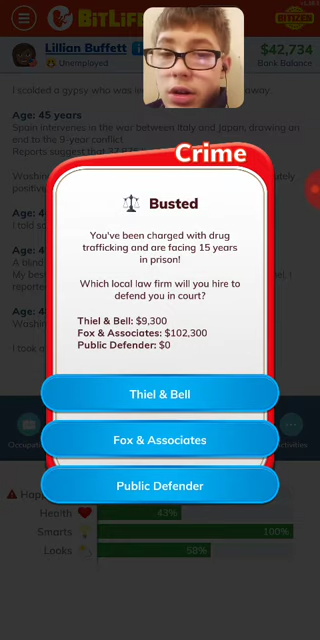 BitLife
BITIZEN
Lillian Buffett
$42,734
Unemployed
Bank Balance
I scolded a gypsy who was
away.
Age: 45 years
Spain intervenes in the war between Italy and Japan, drawing an
end to the 9-year conflict
Reports suggest that
Crime
Busted
You've been charged with drug
trafficking and are facing 15 years
in prison!
Which local law firm will you hire to
defend you in court?
Thiel & Bell: $9,300
Fox & Associates: $102,300
Public Defender: $0
Thiel & Bell
Fox & Associates
Public Defender
Health
43%
Smarts
100%
Looks
58%